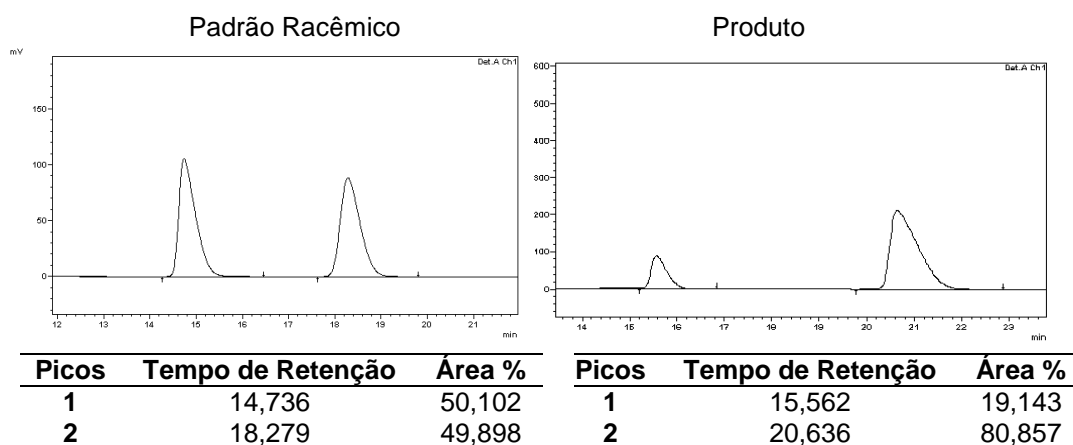 Padrão Racêmico
Produto
mV
Det.A Ch1
150
100
50
0
12 13 14 15 16 17 18 19 20 21
min
Det.A Ch1
600
500
400
300
200
100
0
14 15 16 17 18 19 19 20 21 22 23
min
Picos Tempo de Retenção Área %
1 14,736 50,102
2 18,279 49,898
Picos Tempo de Retenção Área %
1 15,562 19,143
2 20,636 80,857